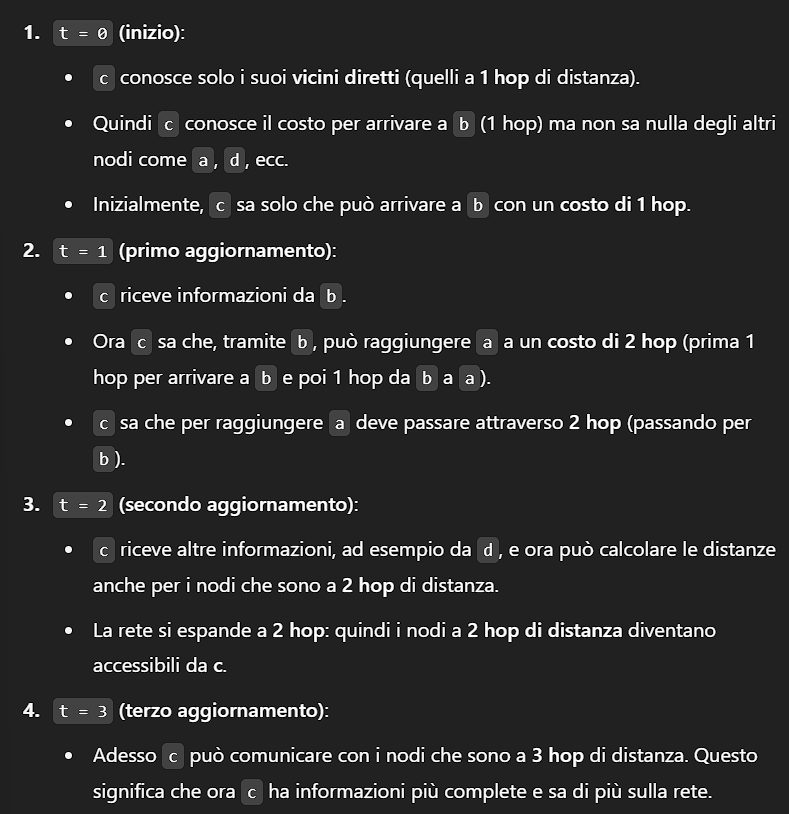 1. t = 0 (inizio):
• c conosce solo i suoi vicini diretti (quelli a 1 hop di distanza).
• Quindi c conosce il costo per arrivare a b (1 hop) ma non sa nulla degli altri
nodi come a, d, ecc.
• Inizialmente, c sa solo che può arrivare a b con un costo di 1 hop.
2. t = 1 (primo aggiornamento):
• c riceve informazioni da b.
• Ora c sa che, tramite b, può raggiungere a a un costo di 2 hop (prima 1
hop per arrivare a b e poi 1 hop da b a a).
• c sa che per raggiungere a deve passare attraverso 2 hop (passando per
b).
3. t = 2 (secondo aggiornamento):
• c riceve altre informazioni, ad esempio da d, e ora può calcolare le distanze
anche per i nodi che sono a 2 hop di distanza.
• La rete si espande a 2 hop: quindi i nodi a 2 hop di distanza diventano
accessibili da c.
4. t = 3 (terzo aggiornamento):
• Adesso c può comunicare con i nodi che sono a 3 hop di distanza. Questo
significa che ora c ha informazioni più complete e sa di più sulla rete.